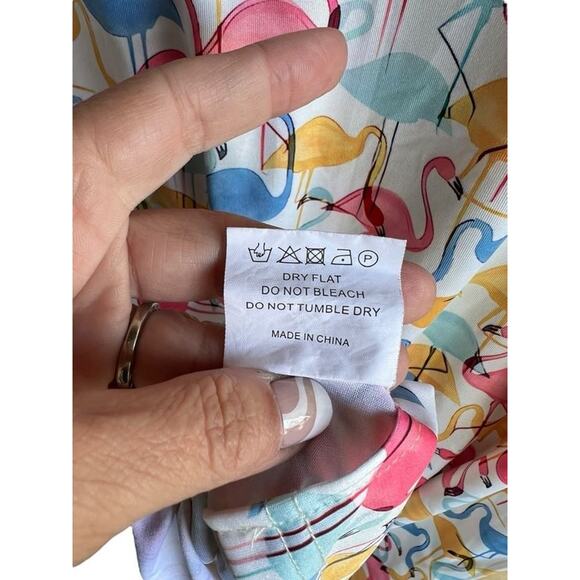 P
DRY FLAT
DO NOT BLEACH
DO NOT TUMBLE DRY
MADE IN CHINA